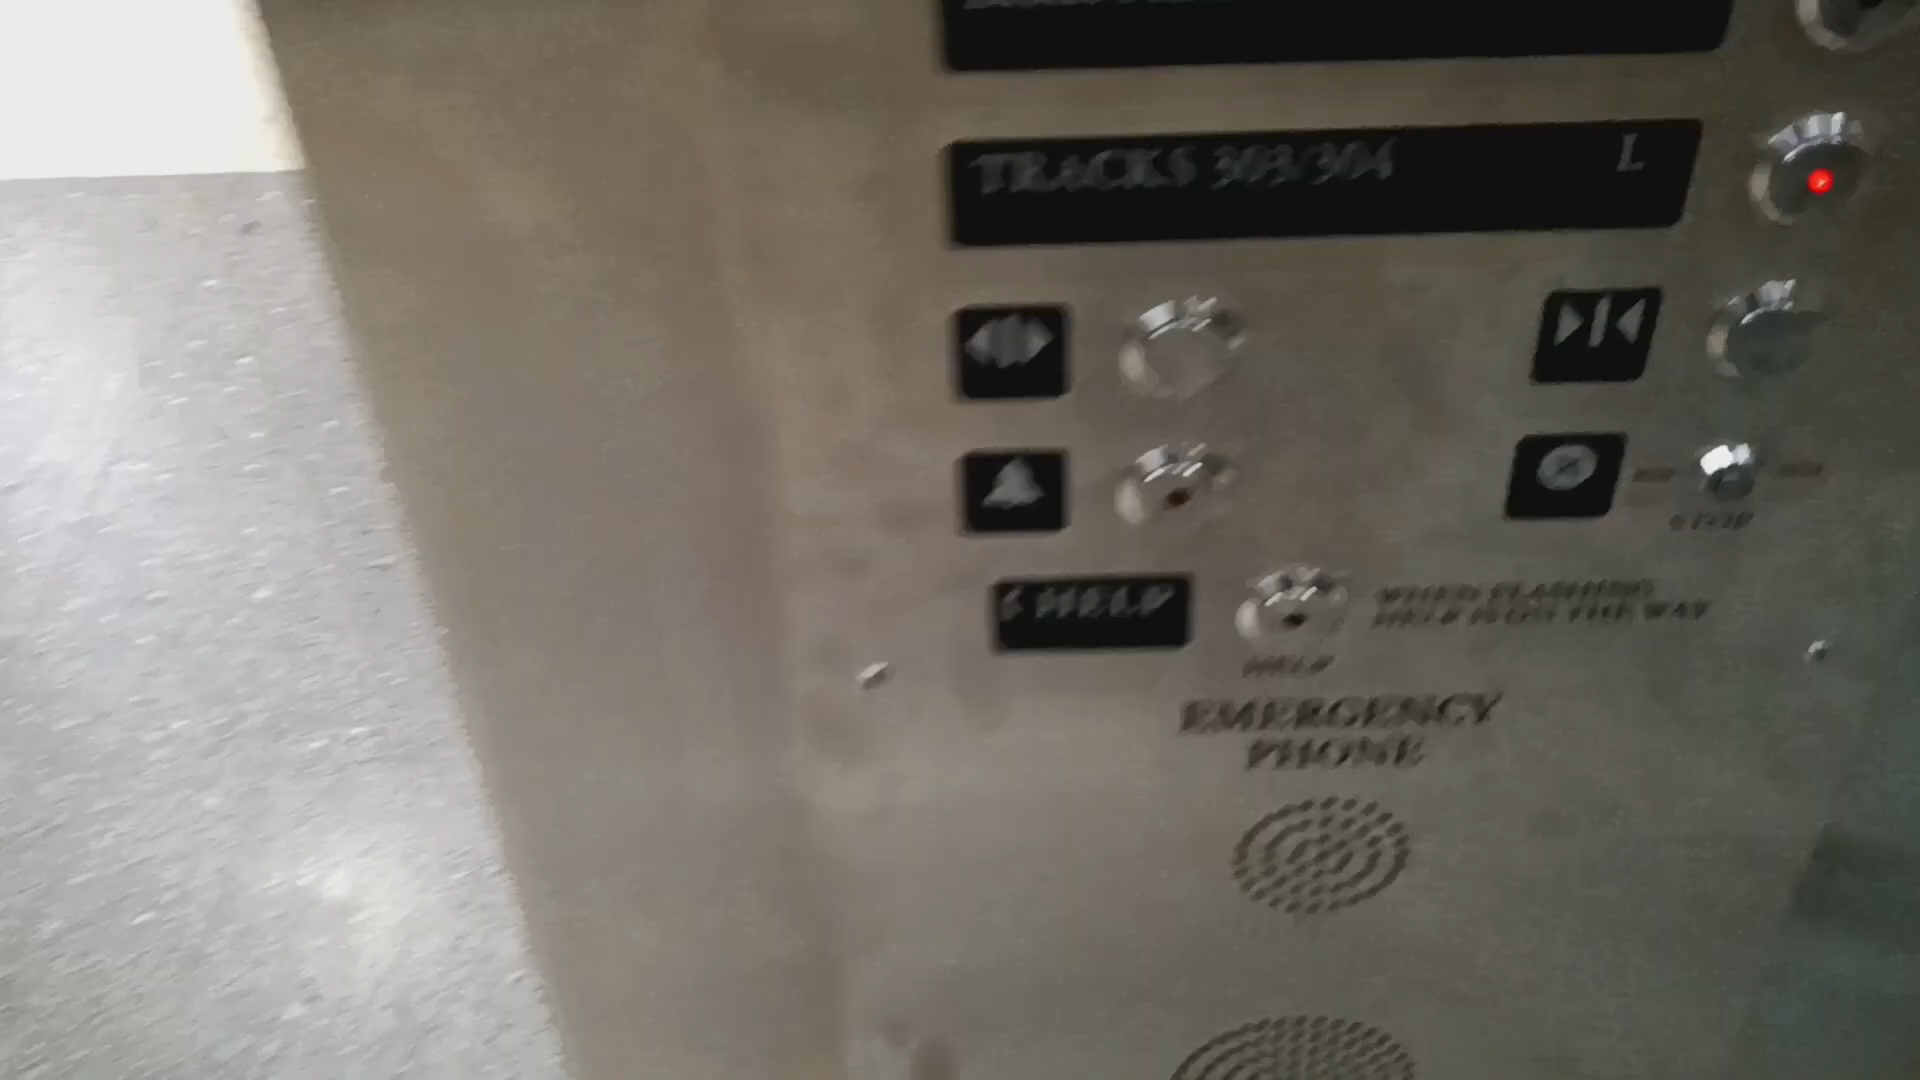 TRACKS 303/304 L
STOP
HELP
WHEN FLASHING
HELP IS ON THE WAY
HELP
EMERGENCY
PHONE